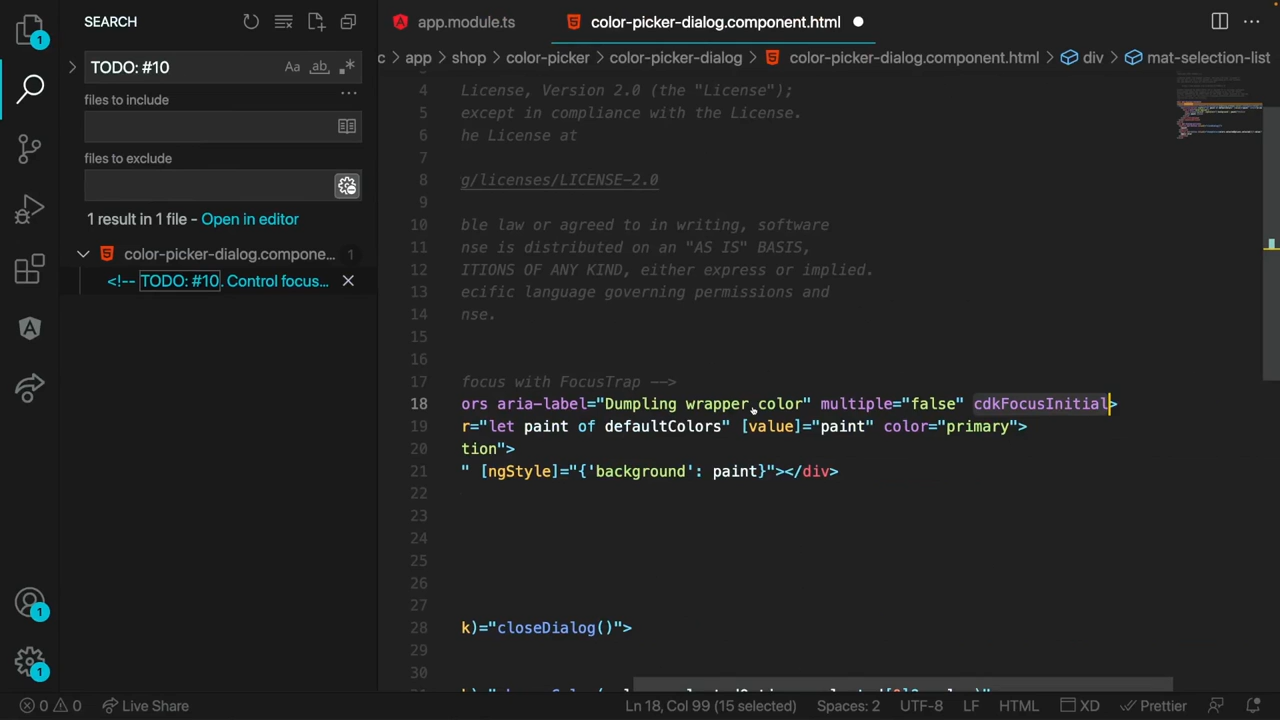 SEARCH
app.module.ts
color-picker-dialog.component.html
c > app > shop > color-picker > color-picker-dialog > color-picker-dialog.component.html > div > mat-selection-list
TODO: #10
Aa ab
files to include
files to exclude
1 result in 1 file - Open in editor
color-picker-dialog.compone... 1
<!-- TODO: #10. Control focus...
4 License, Version 2.0 (the "License");
5 except in compliance with the License.
6 he License at
7
8 g/licenses/LICENSE-2.0
9
10 ble law or agreed to in writing, software
11 nse is distributed on an "AS IS" BASIS,
12 ITIONS OF ANY KIND, either express or implied.
13 ecific language governing permissions and
14 nse.
15
16
17 focus with FocusTrap -->
18 ors aria-label="Dumpling wrapper color" multiple="false" cdkFocusInitial>
19 r="let paint of defaultColors" [value]="paint" color="primary">
20 tion">
21 " [ngStyle]="{'background': paint}"></div>
22
23
24
25
26
27
28 k)="closeDialog()">
29
30
1
1
1
0 0
Live Share
Ln 18, Col 99 (15 selected)
Spaces: 2
UTF-8
LF
HTML
XD
Prettier